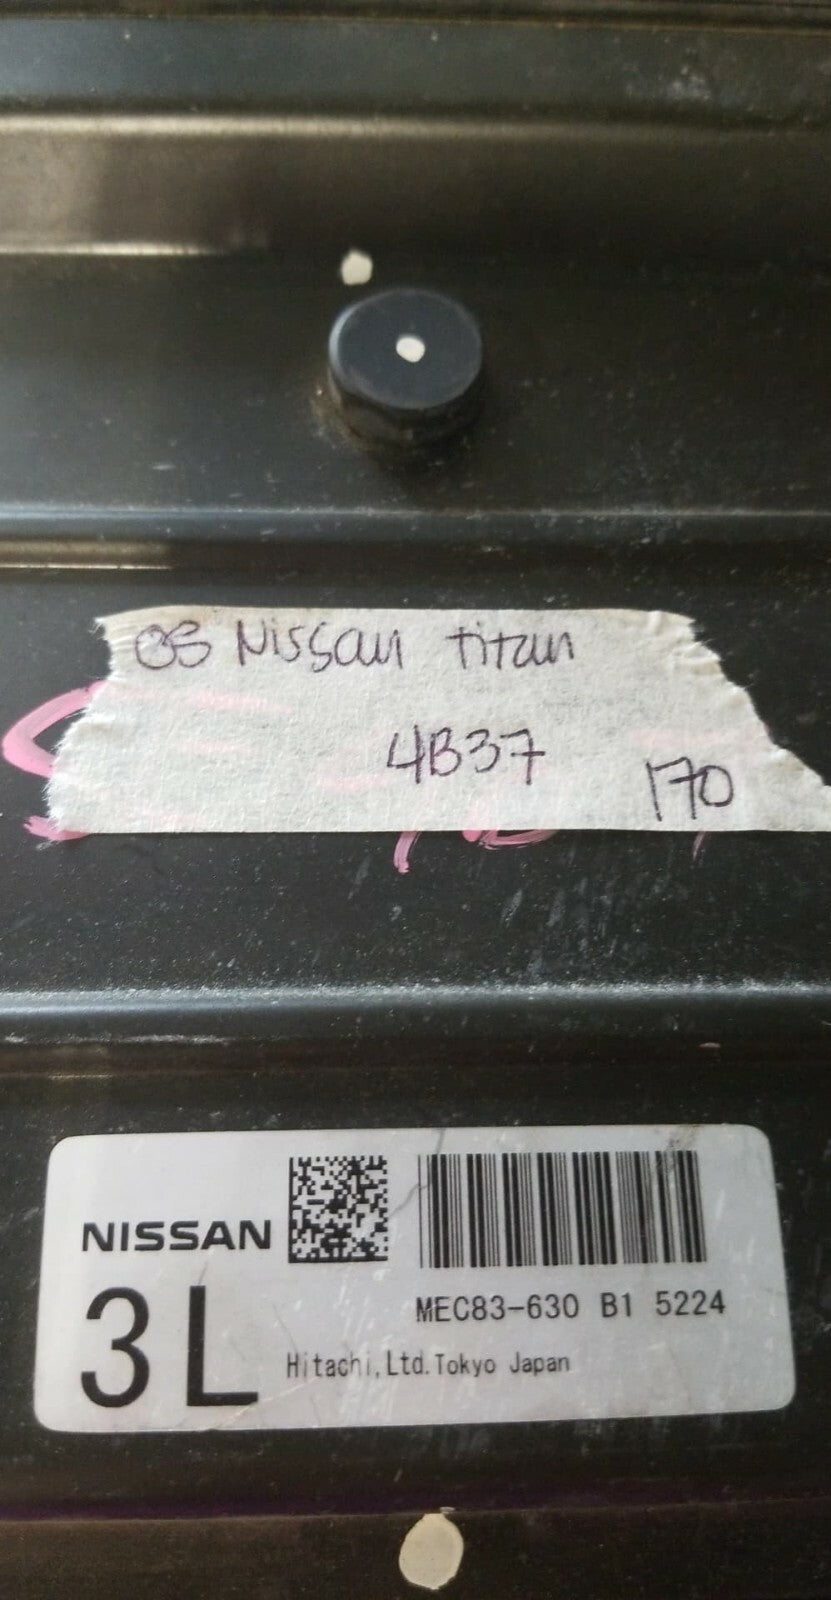 05 Nissan titan
4B37
170
NISSAN
3L
MEC83-630 B1 5224
Hitachi,Ltd.Tokyo Japan